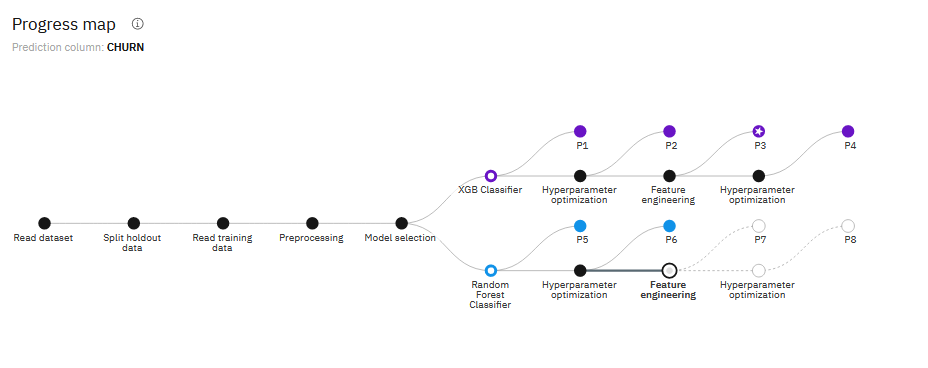 Progress map
Prediction column: CHURN
P1
P2
P3
P4
XGB Classifier
Hyperparameter
optimization
Feature
engineering
Hyperparameter
optimization
Read dataset
Split holdout
data
Read training
data
Preprocessing
Model selection
P5
P6
P7
P8
Random
Forest
Classifier
Hyperparameter
optimization
Feature
engineering
Hyperparameter
optimization